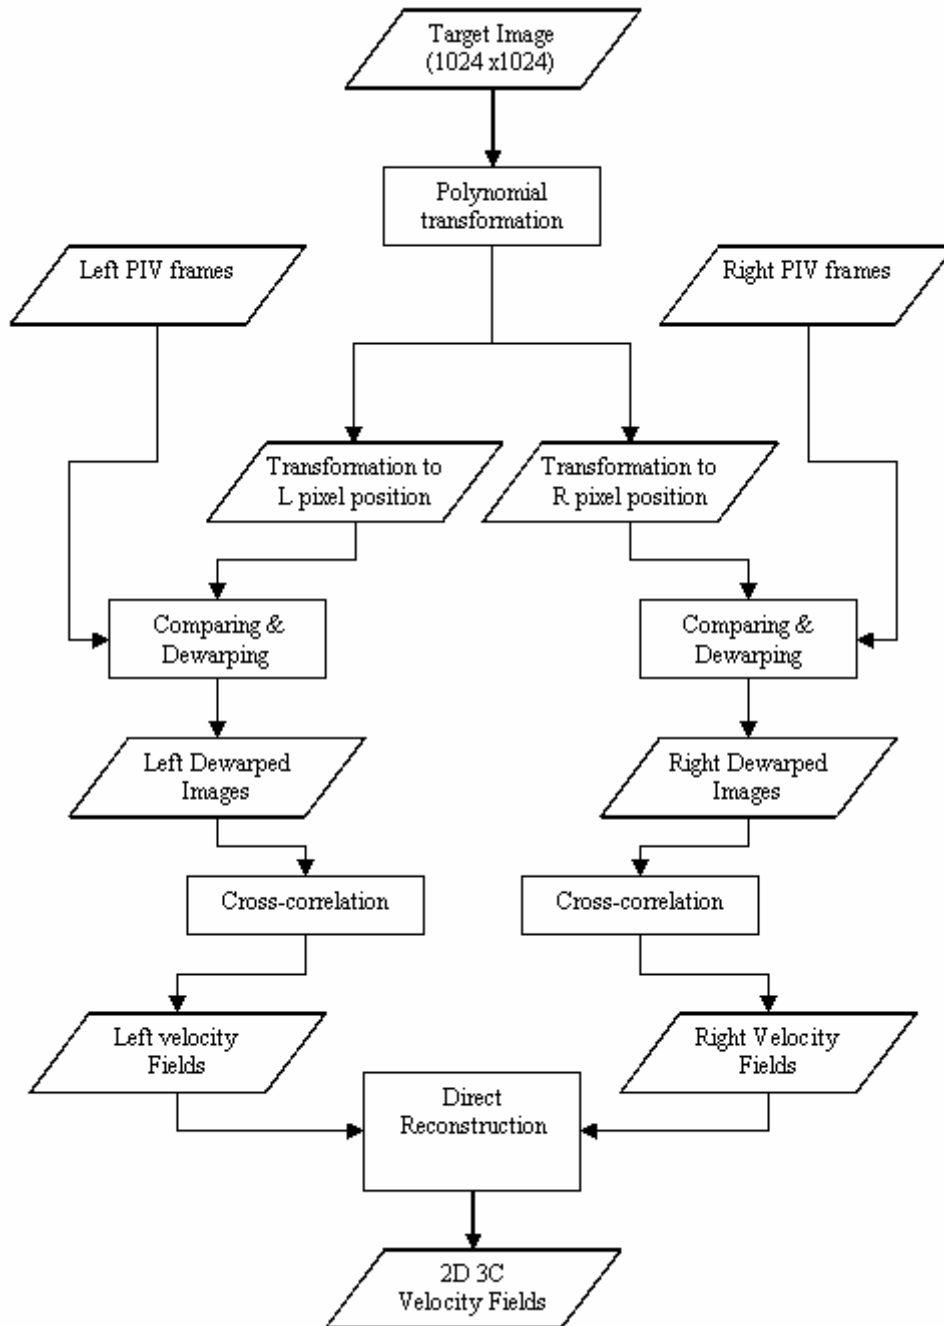 Target Image
(1024 x1024)
Polynomial
transformation
Left PIV frames
Right PIV frames
Transformation to
L pixel position
Transformation to
R pixel position
Comparing &
Dewarping
Comparing &
Dewarping
Left Dewarped
Images
Right Dewarped
Images
Cross-correlation
Cross-correlation
Left velocity
Fields
Right Velocity
Fields
Direct
Reconstruction
2D 3C
Velocity Fields